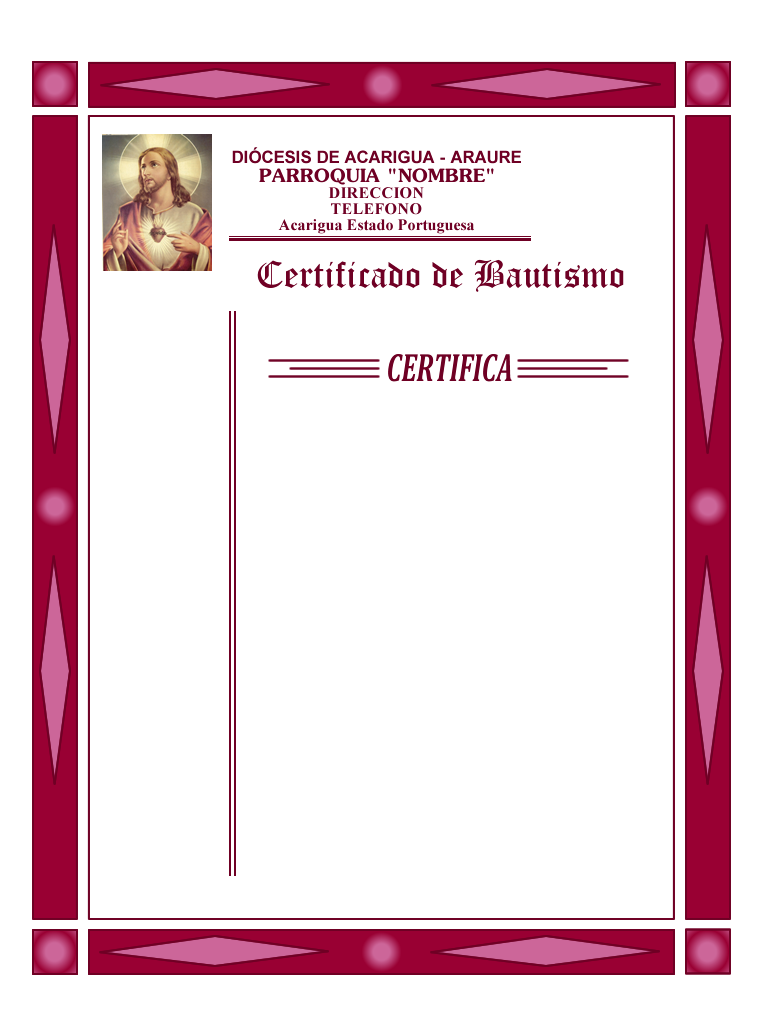 DIÓCESIS DE ACARIGUA - ARAURE
PARROQUIA "NOMBRE"
DIRECCION
TELEFONO
Acarigua Estado Portuguesa
Certificado de Bautismo
CERTIFICA